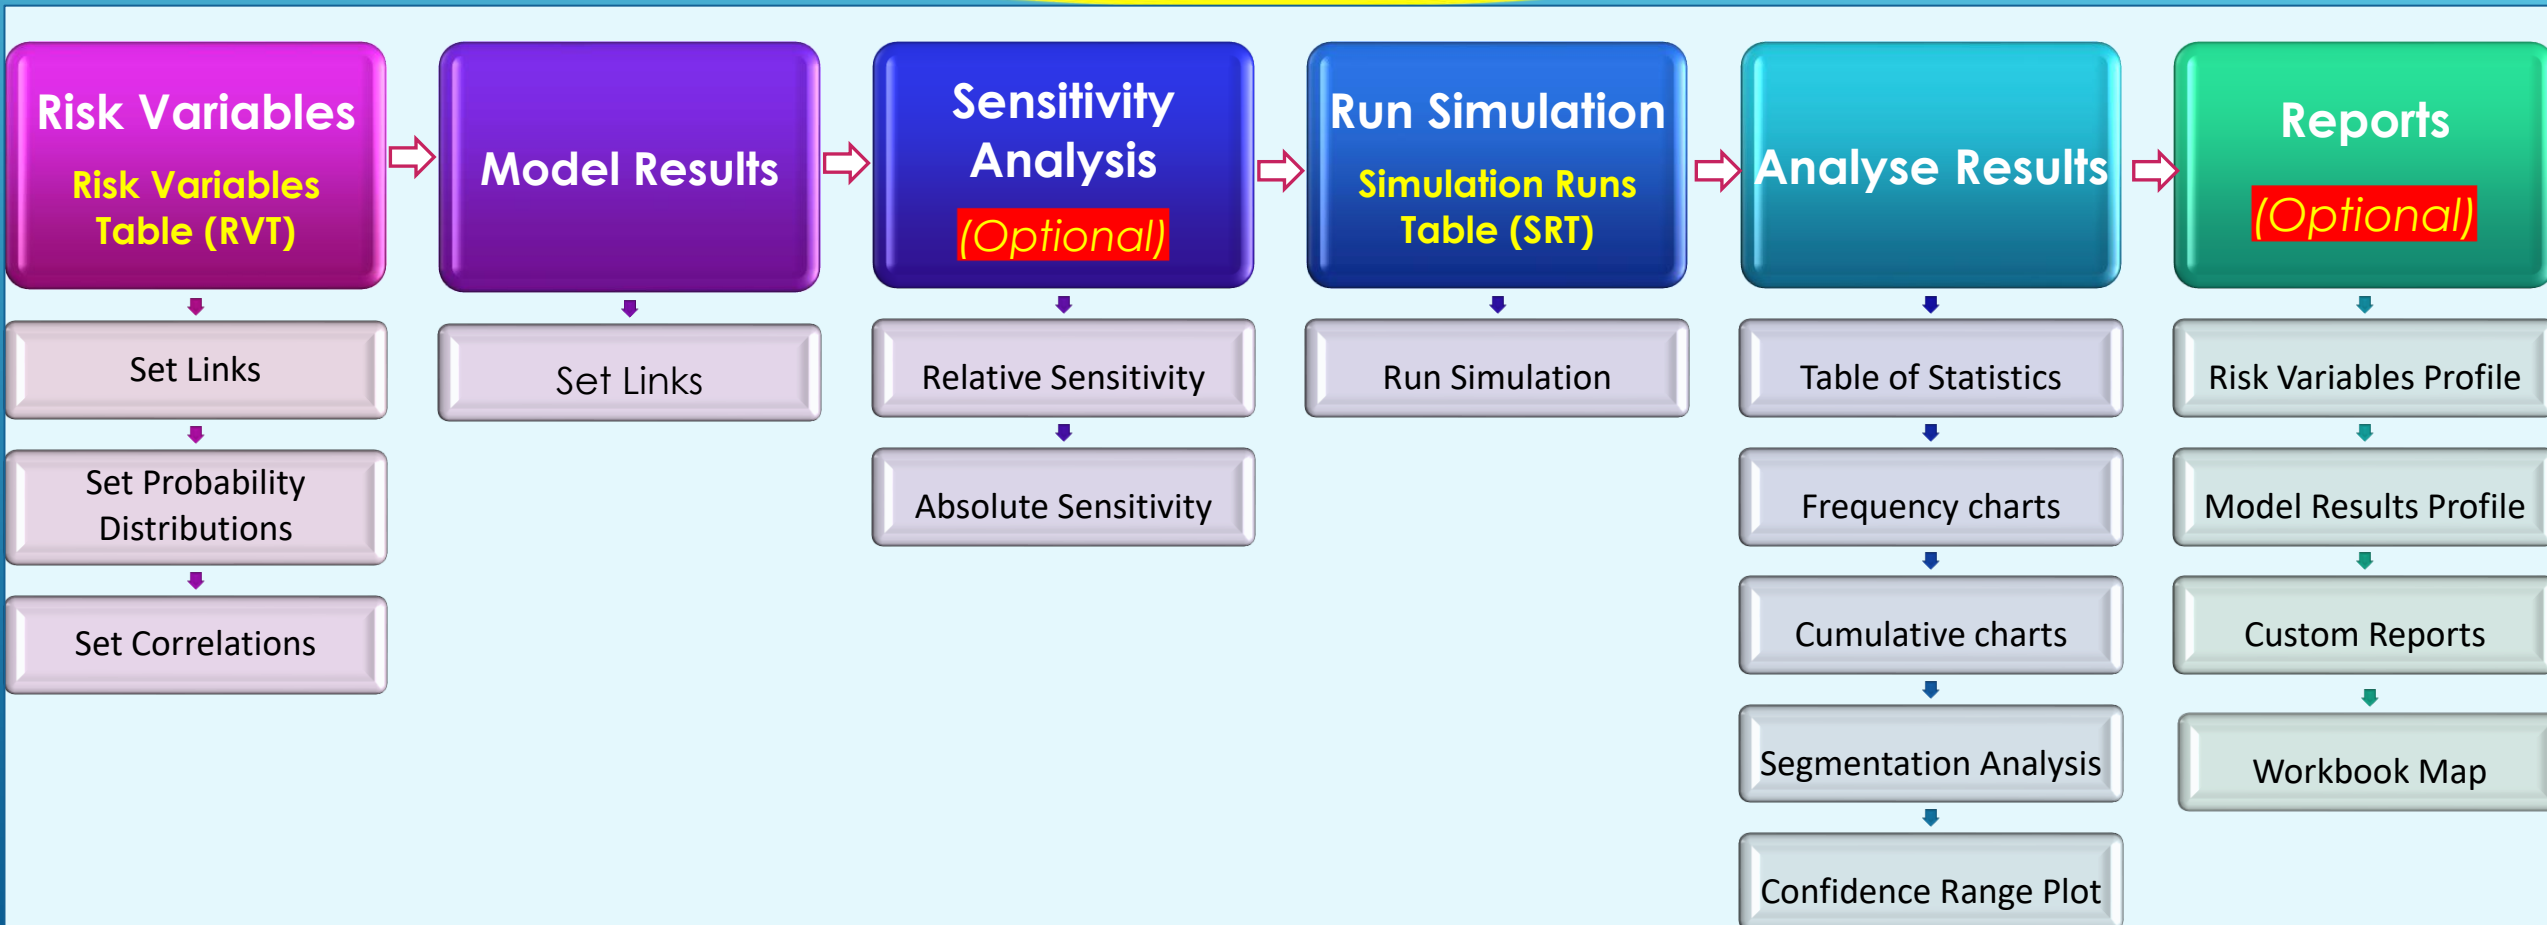 Risk Variables
Risk Variables
Table (RVT)
Set Links
Set Probability
Distributions
Set Correlations
Model Results
Set Links
Sensitivity
Analysis
(Optional)
Relative Sensitivity
Absolute Sensitivity
Run Simulation
Simulation Runs
Table (SRT)
Run Simulation
Analyse Results
Table of Statistics
Frequency charts
Cumulative charts
Segmentation Analysis
Confidence Range Plot
Reports
(Optional)
Risk Variables Profile
Model Results Profile
Custom Reports
Workbook Map